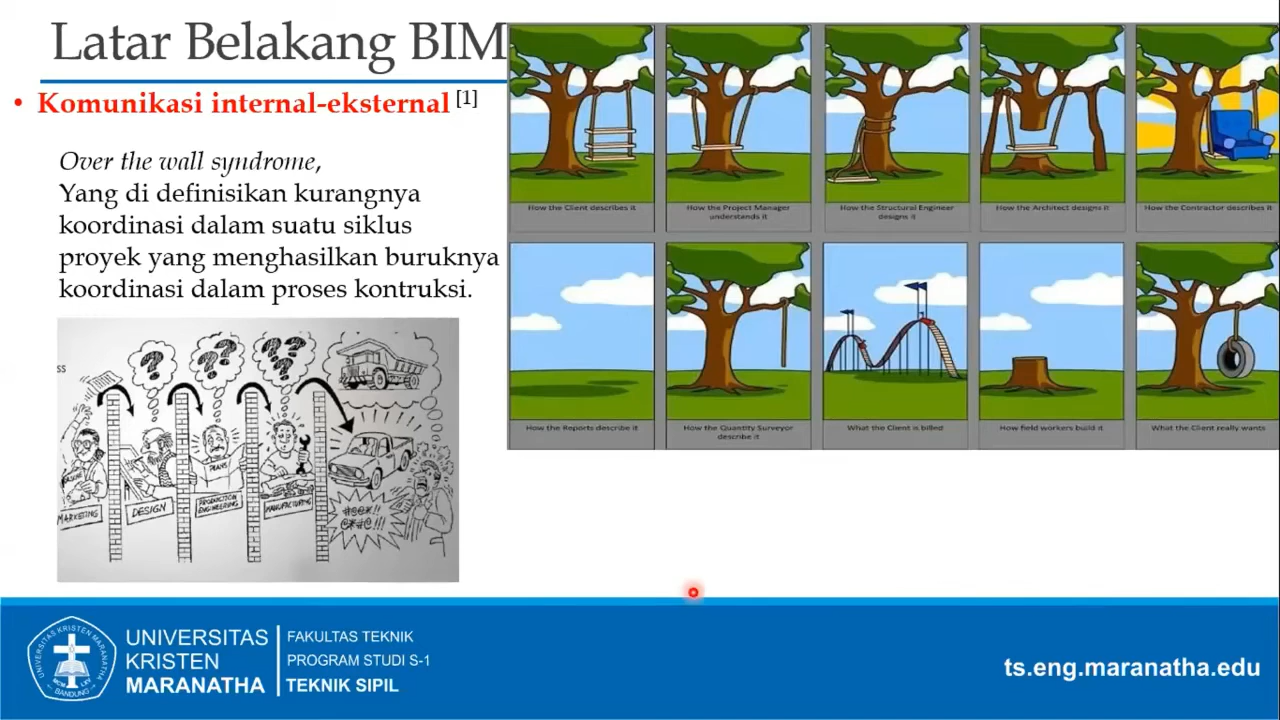 Latar Belakang BIM
• Komunikasi internal-eksternal [1]
Over the wall syndrome,
Yang di definisikan kurangnya
koordinasi dalam suatu siklus
proyek yang menghasilkan buruknya
koordinasi dalam proses kontruksi.
How the Client describes it
How the Project Manager
understands it
How the Structural Engineer
designs it
How the Architect designs it
How the Contractor describes it
How the Reports describe it
How the Quantity Surveyor
describe it
What the Client is billed
How field workers build it
What the Client really wants
SS
? ?? ???
PLANS
MARKETING
DESIGN
PRODUCTION
ENGINEERING
MANUFACTURING
#@@*!!
@*#@!!!
UNIVERSITAS KRISTEN MARANATHA
BANDUNG
UNIVERSITAS
KRISTEN
MARANATHA
FAKULTAS TEKNIK
PROGRAM STUDI S-1
TEKNIK SIPIL
ts.eng.maranatha.edu